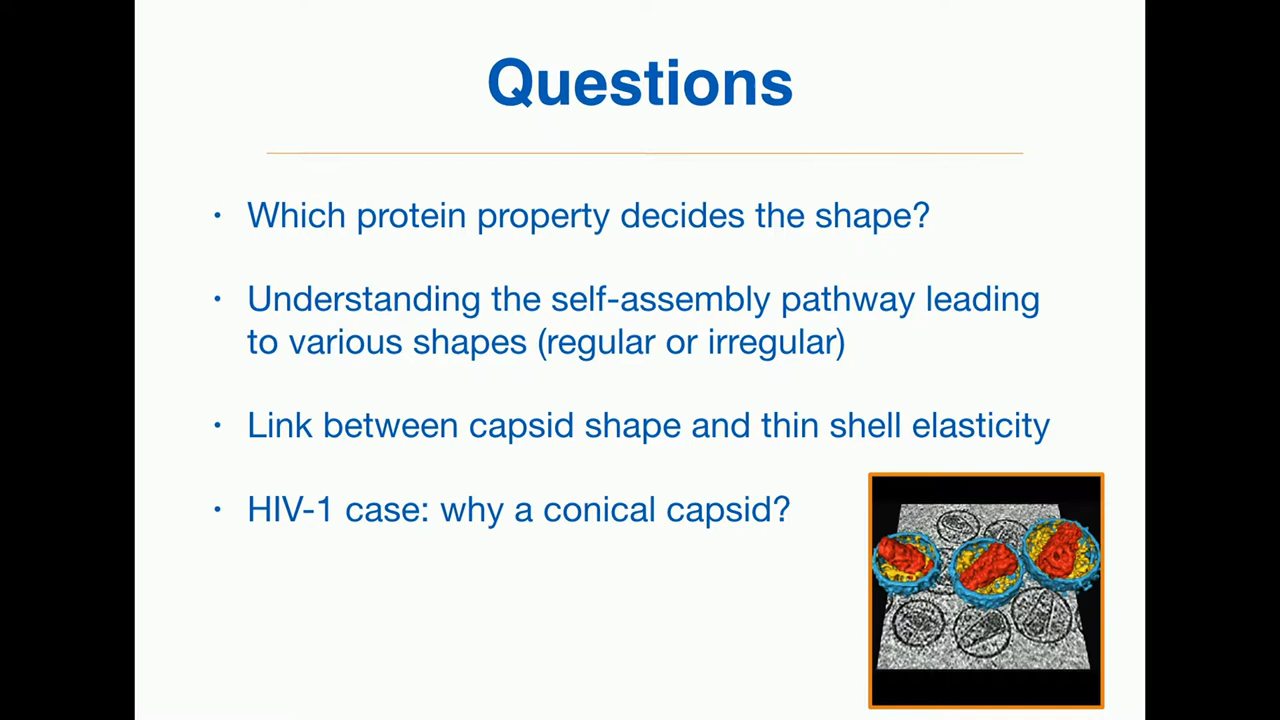 Questions
• Which protein property decides the shape?
• Understanding the self-assembly pathway leading
to various shapes (regular or irregular)
• Link between capsid shape and thin shell elasticity
• HIV-1 case: why a conical capsid?